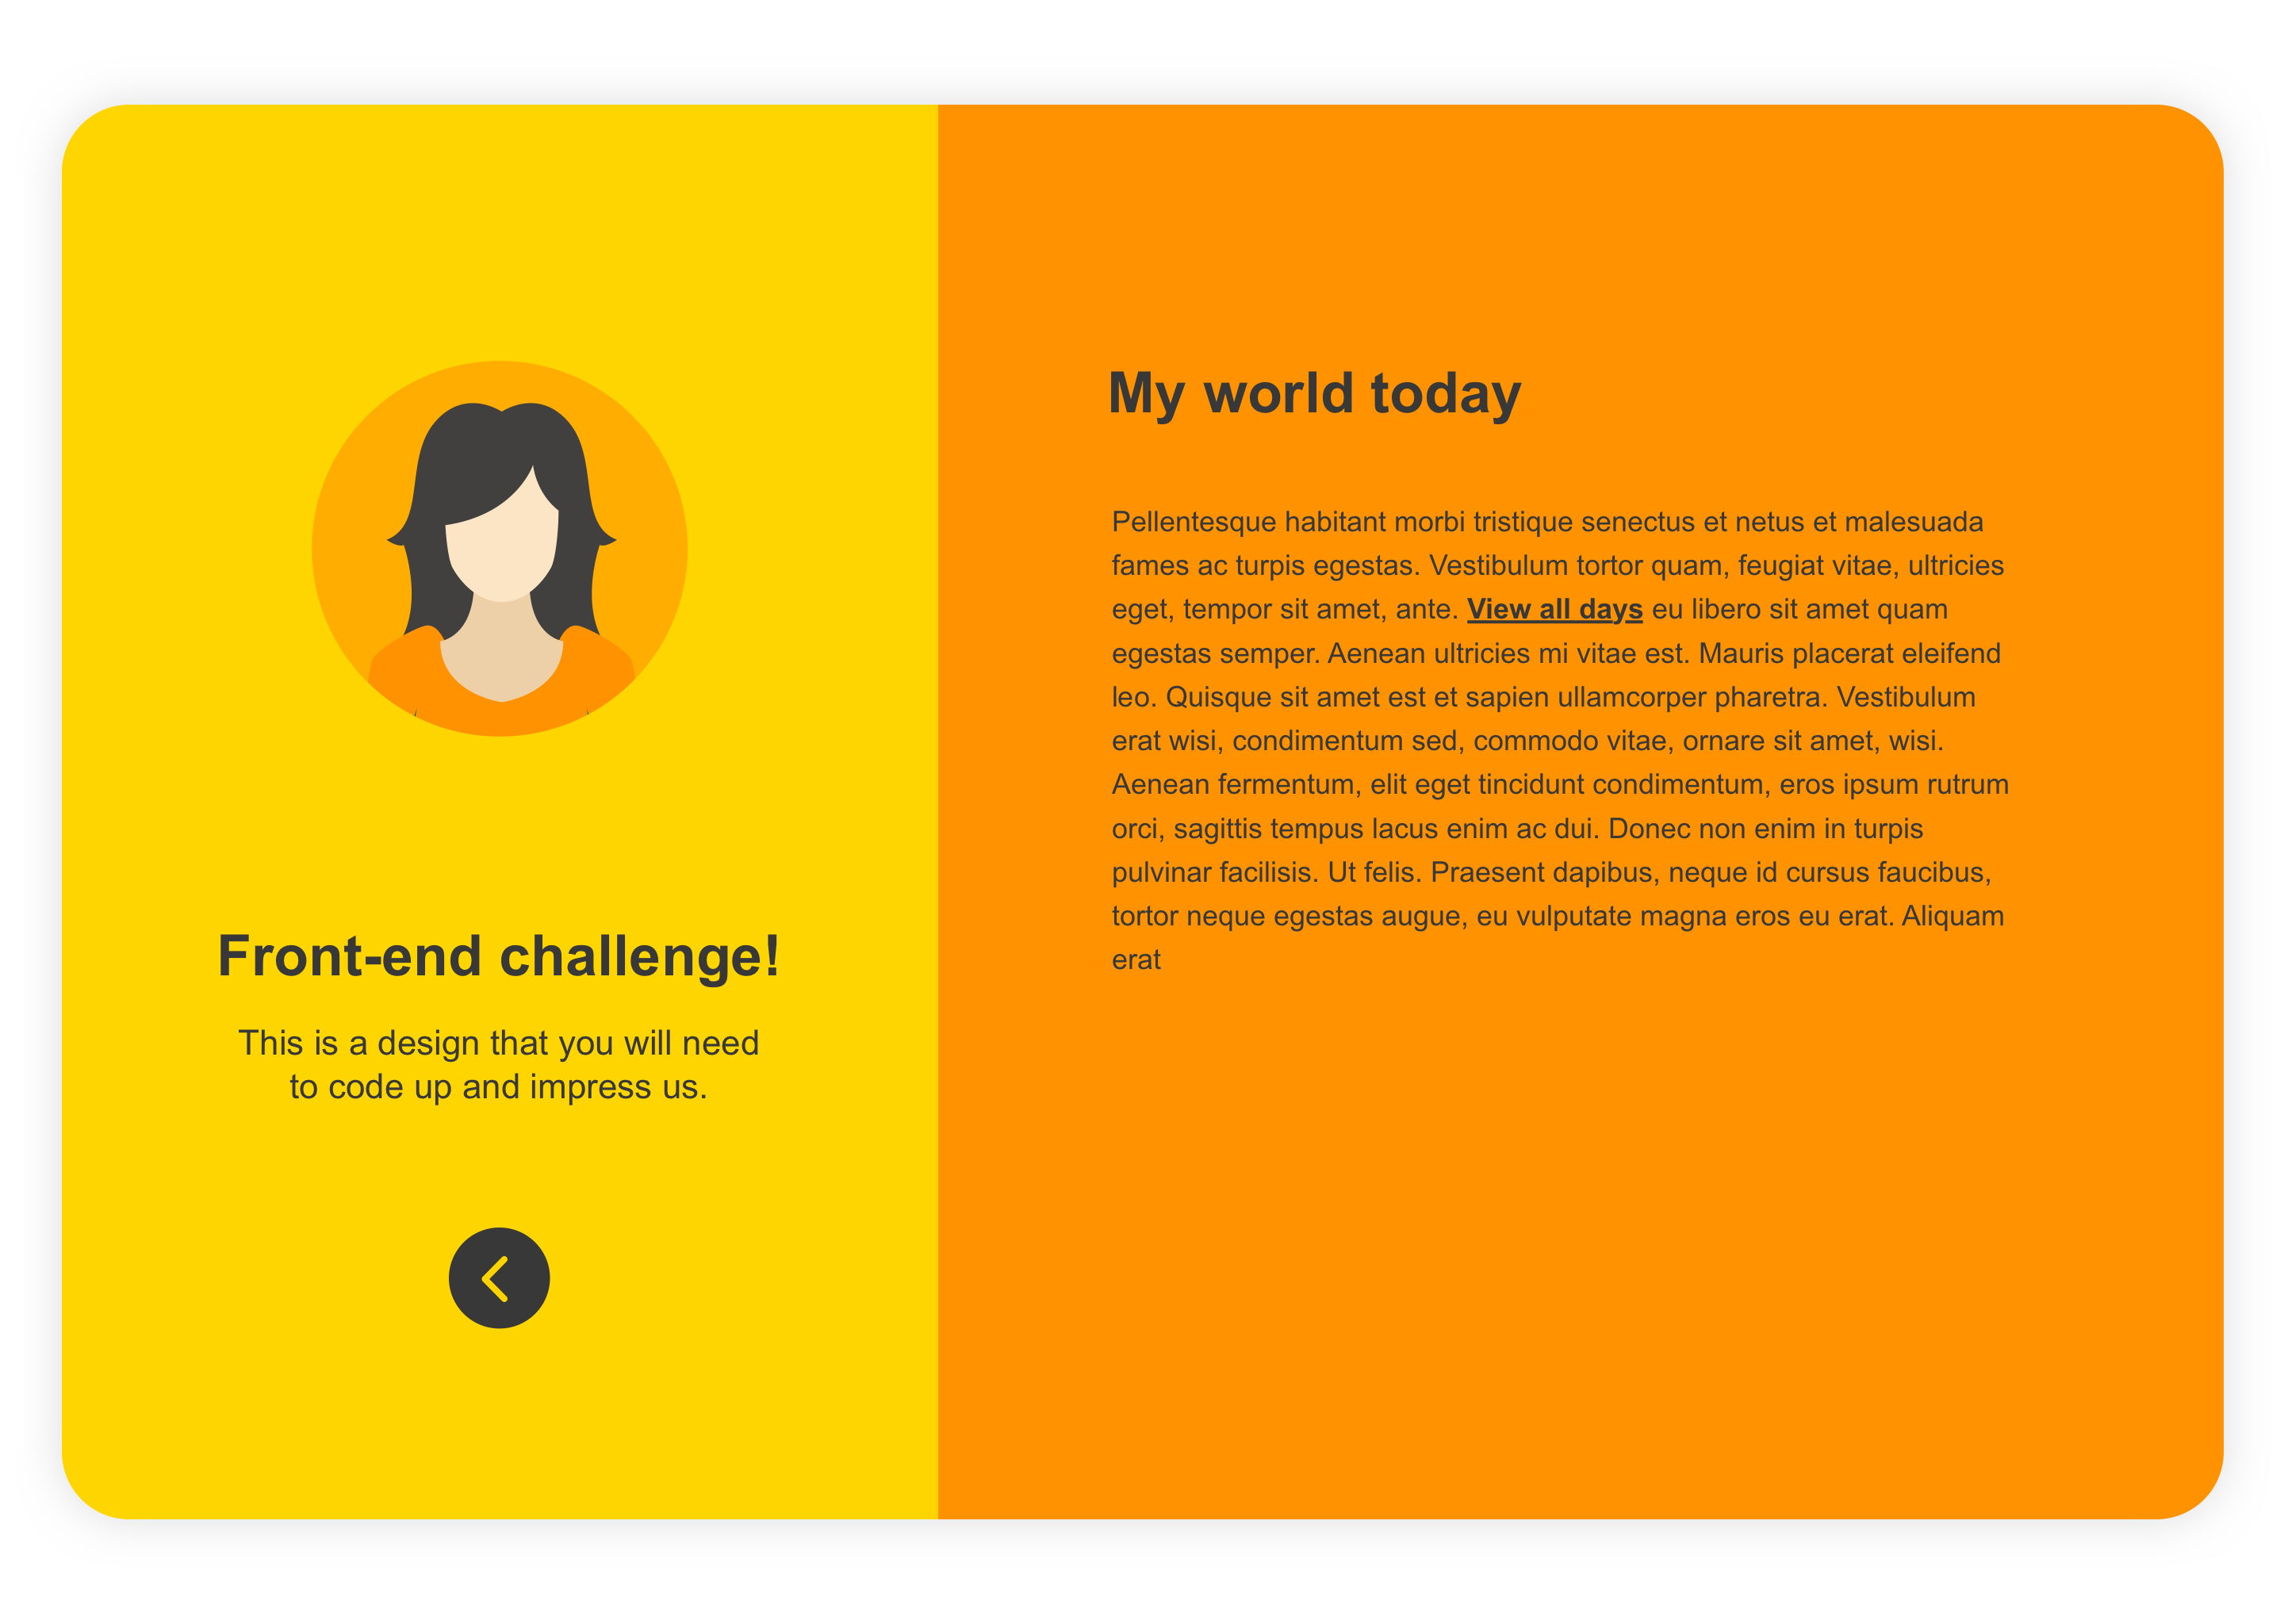 Front-end challenge!
This is a design that you will need
to code up and impress us.
My world today
Pellentesque habitant morbi tristique senectus et netus et malesuada
fames ac turpis egestas. Vestibulum tortor quam, feugiat vitae, ultricies
eget, tempor sit amet, ante. View all days eu libero sit amet quam
egestas semper. Aenean ultricies mi vitae est. Mauris placerat eleifend
leo. Quisque sit amet est et sapien ullamcorper pharetra. Vestibulum
erat wisi, condimentum sed, commodo vitae, ornare sit amet, wisi.
Aenean fermentum, elit eget tincidunt condimentum, eros ipsum rutrum
orci, sagittis tempus lacus enim ac dui. Donec non enim in turpis
pulvinar facilisis. Ut felis. Praesent dapibus, neque id cursus faucibus,
tortor neque egestas augue, eu vulputate magna eros eu erat. Aliquam
erat